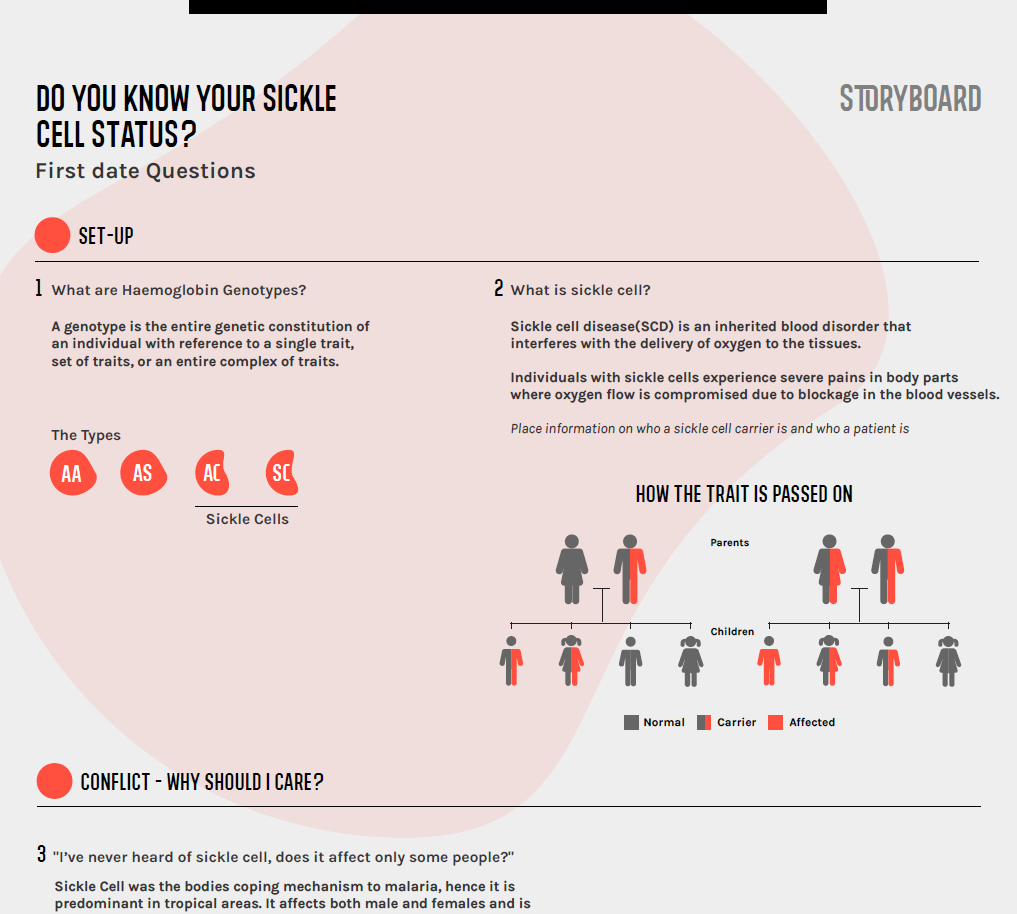 DO YOU KNOW YOUR SICKLE
CELL STATUS?
STORYBOARD
First date Questions
SET-UP
1 What are Haemoglobin Genotypes?
A genotype is the entire genetic constitution of
an individual with reference to a single trait,
set of traits, or an entire complex of traits.
The Types
AA AS AC SC
Sickle Cells
2 What is sickle cell?
Sickle cell disease(SCD) is an inherited blood disorder that
interferes with the delivery of oxygen to the tissues.
Individuals with sickle cells experience severe pains in body parts
where oxygen flow is compromised due to blockage in the blood vessels.
Place information on who a sickle cell carrier is and who a patient is
HOW THE TRAIT IS PASSED ON
Parents
Children
Normal Carrier Affected
CONFLICT - WHY SHOULD I CARE?
3 "I've never heard of sickle cell, does it affect only some people?"
Sickle Cell was the bodies coping mechanism to malaria, hence it is
predominant in tropical areas. It affects both male and females and is